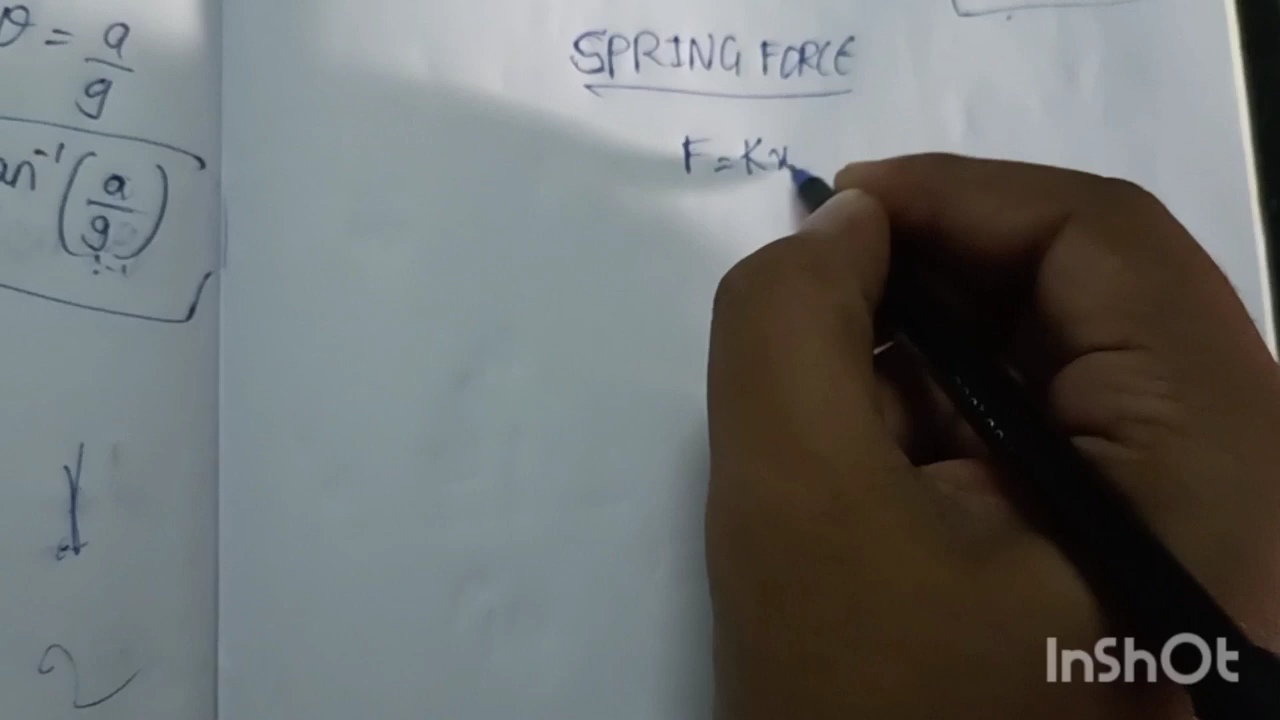 θ = a/g
an⁻¹ (a/g)
SPRING FORCE
F = Kx
InShOt